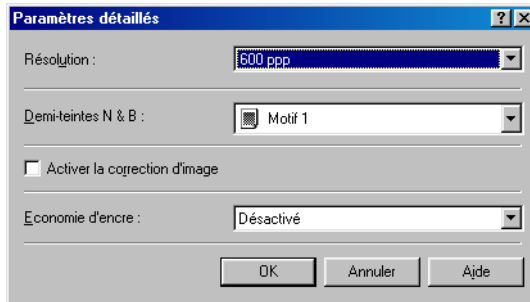 Paramètres détaillés
Résolution : 600 ppp
Demi-teintes N & B : Motif 1
Activer la correction d'image
Economie d'encre : Désactivé
OK Annuler Aide